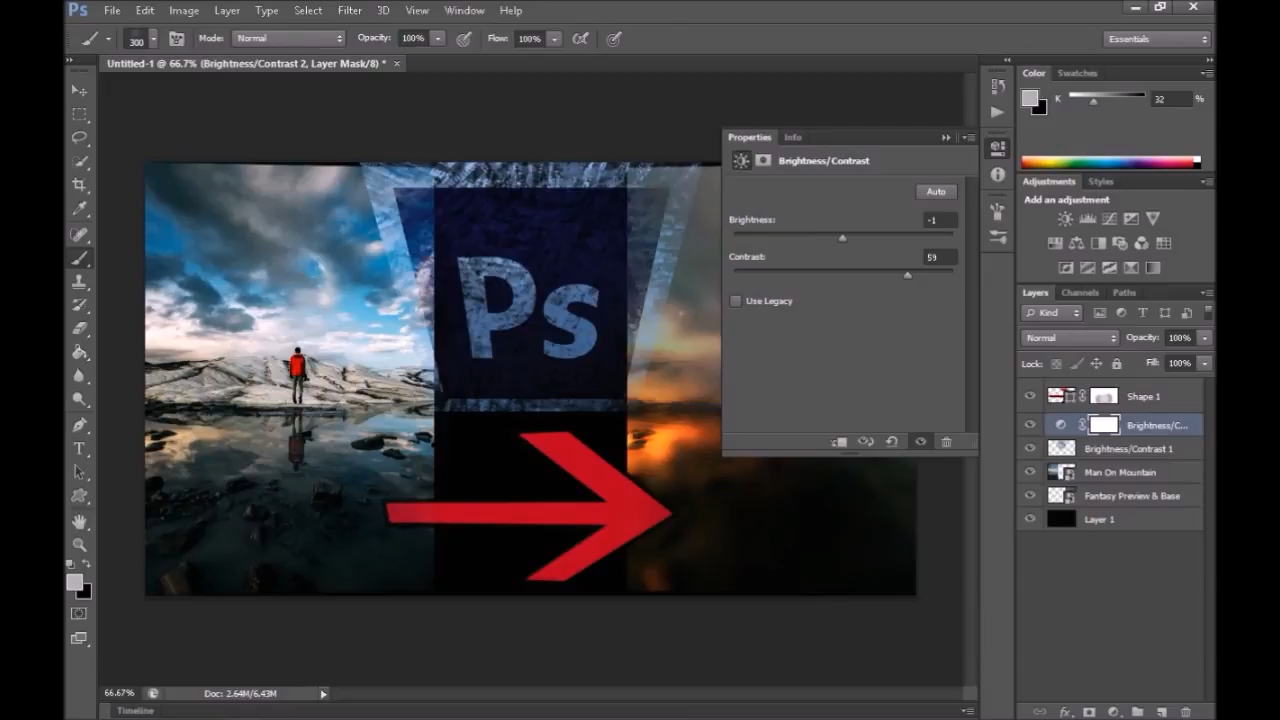 Ps File Edit Image Layer Type Select Filter 3D View Window Help
300 Mode: Normal Opacity: 100% Flow: 100% Essentials
Untitled-1 @ 66.7% (Brightness/Contrast 2, Layer Mask/8) * ×
Color Swatches
K 32 %
Properties Info
Brightness/Contrast
Auto
Brightness: -1
Contrast: 59
Use Legacy
Adjustments Styles
Add an adjustment
Layers Channels Paths
Kind
Normal Opacity: 100%
Lock: Fill: 100%
Shape 1
Brightness/C...
Brightness/Contrast 1
Man On Mountain
Fantasy Preview & Base
Layer 1
Ps
66.67% Doc: 2.64M/6.43M
Timeline